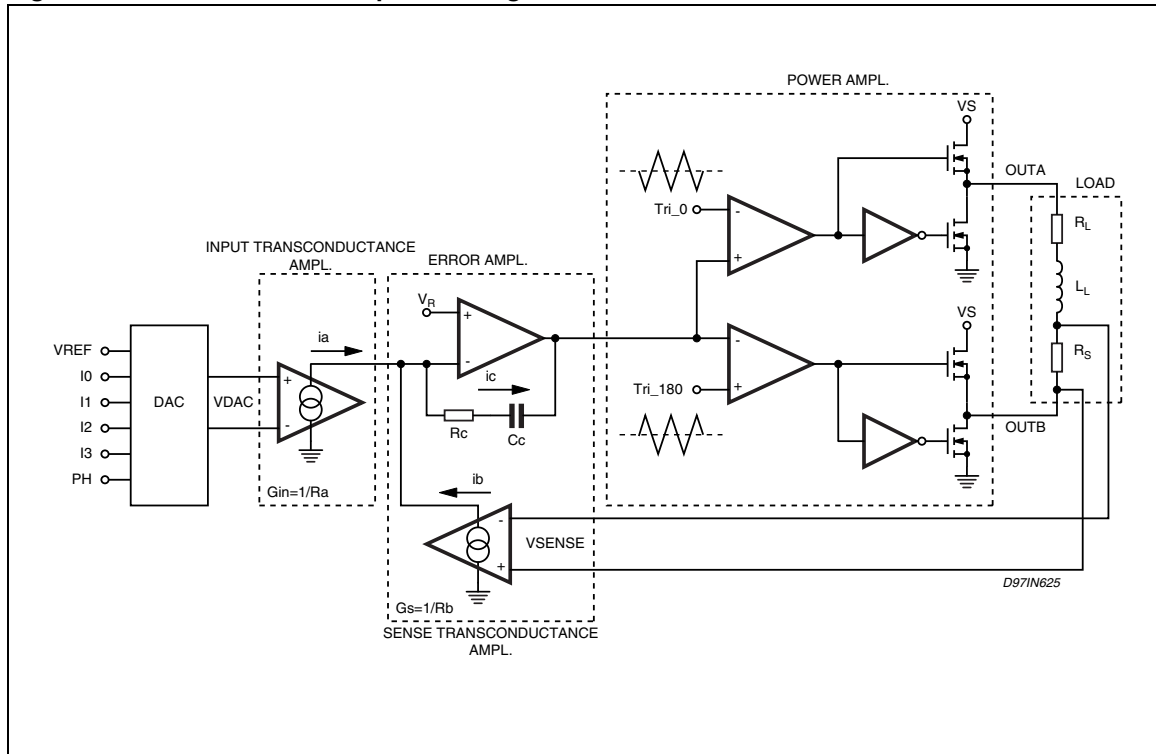 POWER AMPL.
VS
OUTA
LOAD
Tri_0
-
+
RL
INPUT TRANSCONDUCTANCE
AMPL.
ERROR AMPL.
VR
+
-
LL
VS
ia
ic
VREF
I0
I1
I2
I3
PH
DAC
VDAC
+
-
Rc
Cc
-
+
Tri_180
RS
OUTB
ib
Gin=1/Ra
-
VSENSE
+
Gs=1/Rb
D97IN625
SENSE TRANSCONDUCTANCE
AMPL.